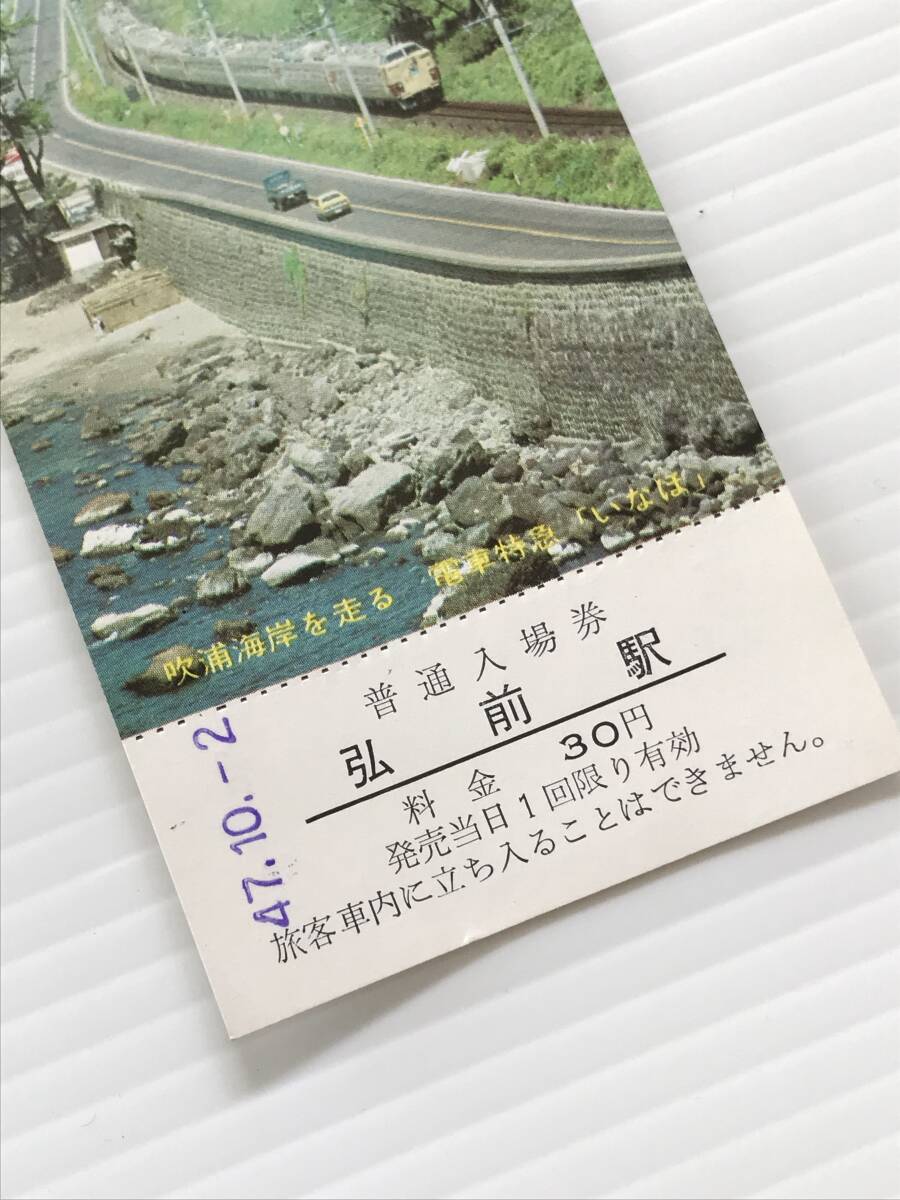 吹浦海岸を走る 電車特急「いなほ」
普通入場券
弘前駅
料金 30円
発売当日1回限り有効
旅客車内に立ち入ることはできません。
47.10.-2